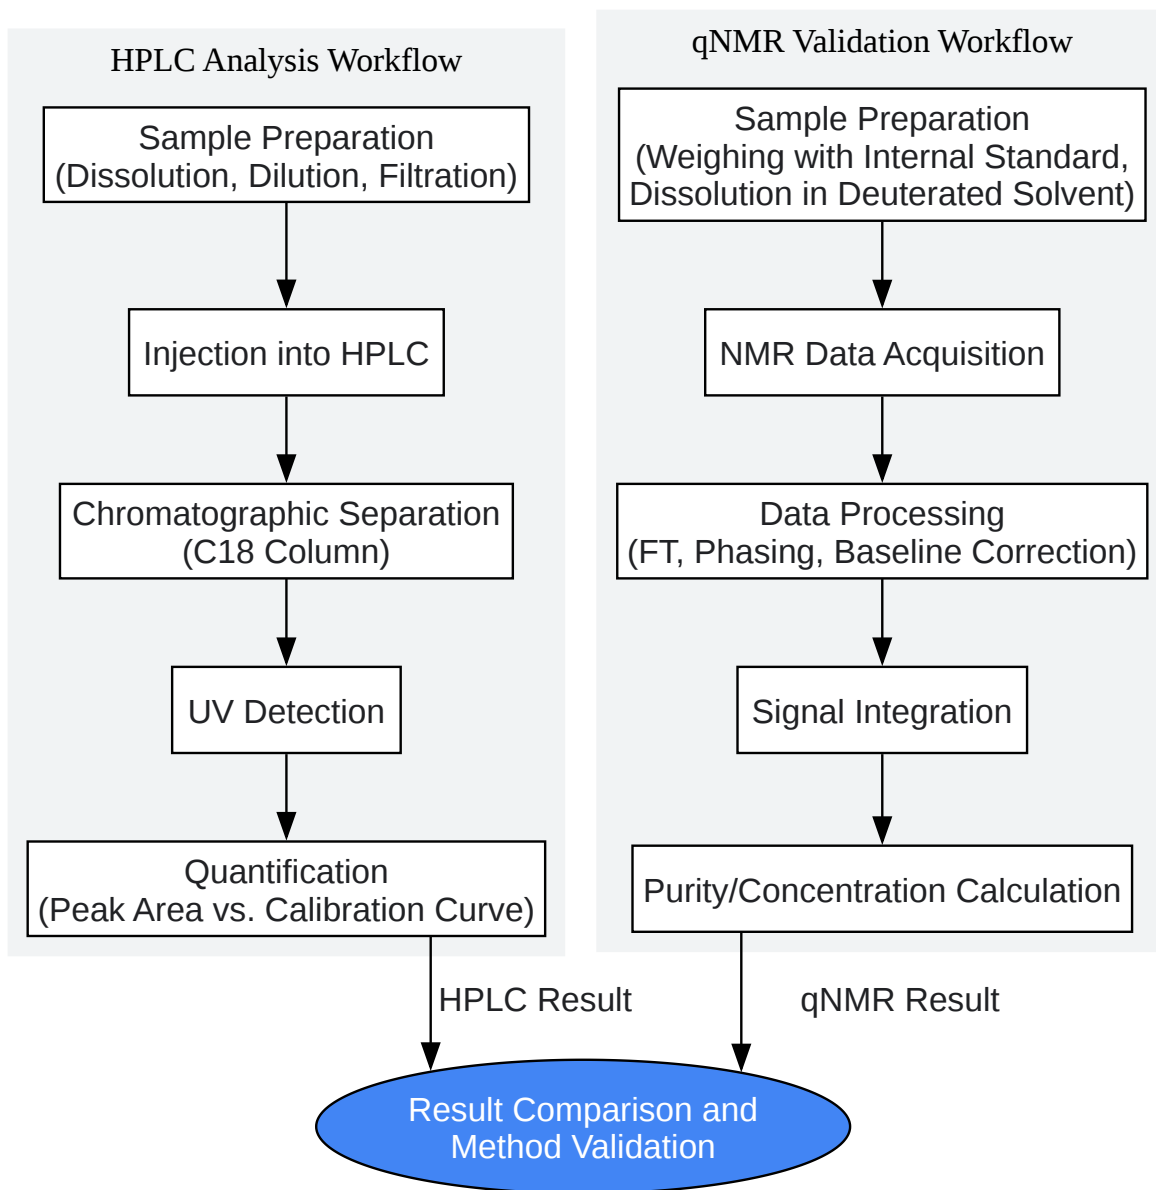 HPLC Analysis Workflow
Sample Preparation
(Dissolution, Dilution, Filtration)
Injection into HPLC
Chromatographic Separation
(C18 Column)
UV Detection
Quantification
(Peak Area vs. Calibration Curve)
HPLC Result
qNMR Validation Workflow
Sample Preparation
(Weighing with Internal Standard,
Dissolution in Deuterated Solvent)
NMR Data Acquisition
Data Processing
(FT, Phasing, Baseline Correction)
Signal Integration
Purity/Concentration Calculation
qNMR Result
Result Comparison and
Method Validation